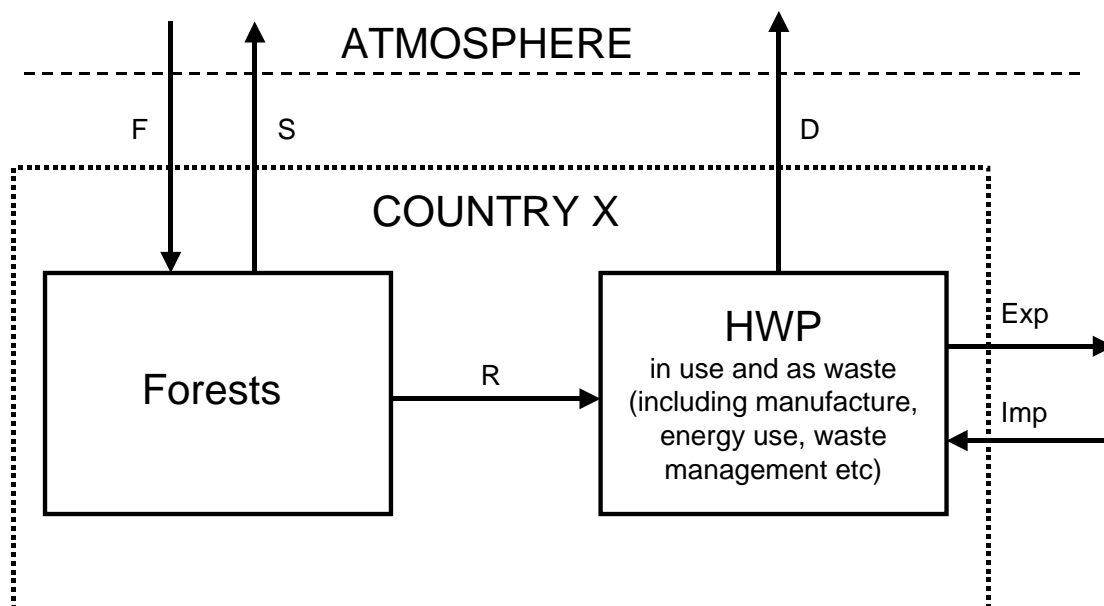 ATMOSPHERE
F
S
D
COUNTRY X
Forests
R
HWP
in use and as waste
(including manufacture,
energy use, waste
management etc)
Exp
Imp